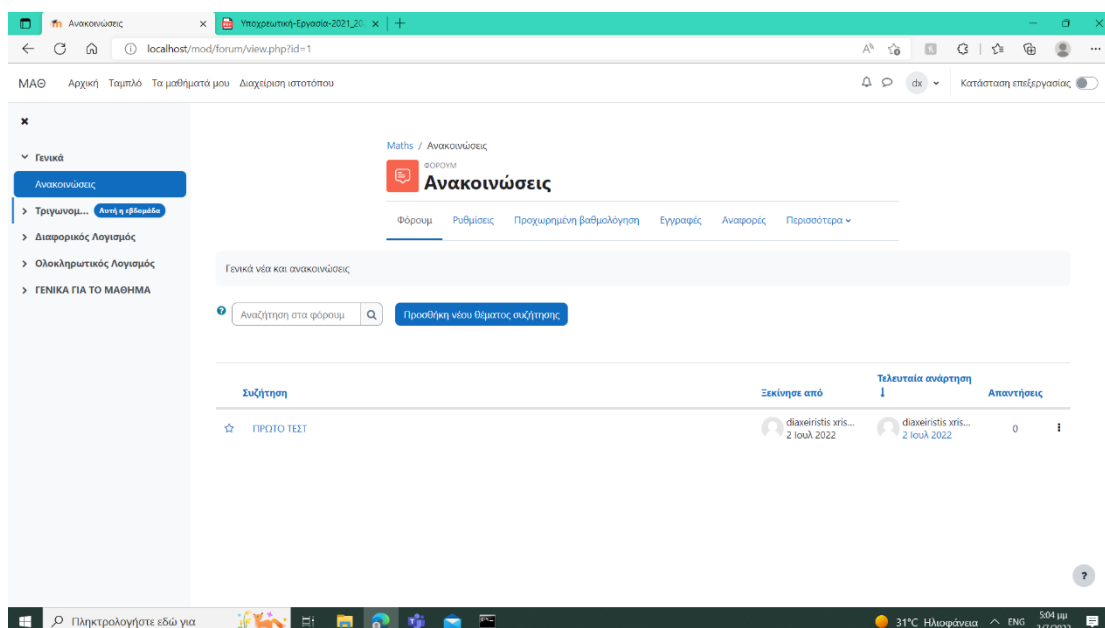 Ανακοινώσεις
Υποχρεωτική-Εργασία-2021_20
localhost/mod/forum/view.php?id=1
ΜΑΘ Αρχική Ταμπλό Τα μαθήματά μου Διαχείριση ιστοτόπου dx Κατάσταση επεξεργασίας
Γενικά
Ανακοινώσεις
Τριγωνομ... Αυτή η εβδομάδα
Διαφορικός Λογισμός
Ολοκληρωτικός Λογισμός
ΓΕΝΙΚΑ ΓΙΑ ΤΟ ΜΑΘΗΜΑ
Maths / Ανακοινώσεις
ΦΟΡΟΥΜ
Ανακοινώσεις
Φόρουμ Ρυθμίσεις Προχωρημένη βαθμολόγηση Εγγραφές Αναφορές Περισσότερα
Γενικά νέα και ανακοινώσεις
Αναζήτηση στα φόρουμ Προσθήκη νέου θέματος συζήτησης
Συζήτηση Ξεκίνησε από Τελευταία ανάρτηση ↓ Απαντήσεις
ΠΡΩΤΟ ΤΕΣΤ diaxeiristis xris... diaxeiristis xris... 0
2 Ιουλ 2022 2 Ιουλ 2022
?
Πληκτρολογήστε εδώ για 31°C Ηλιοφάνεια ENG 5:04 μμ